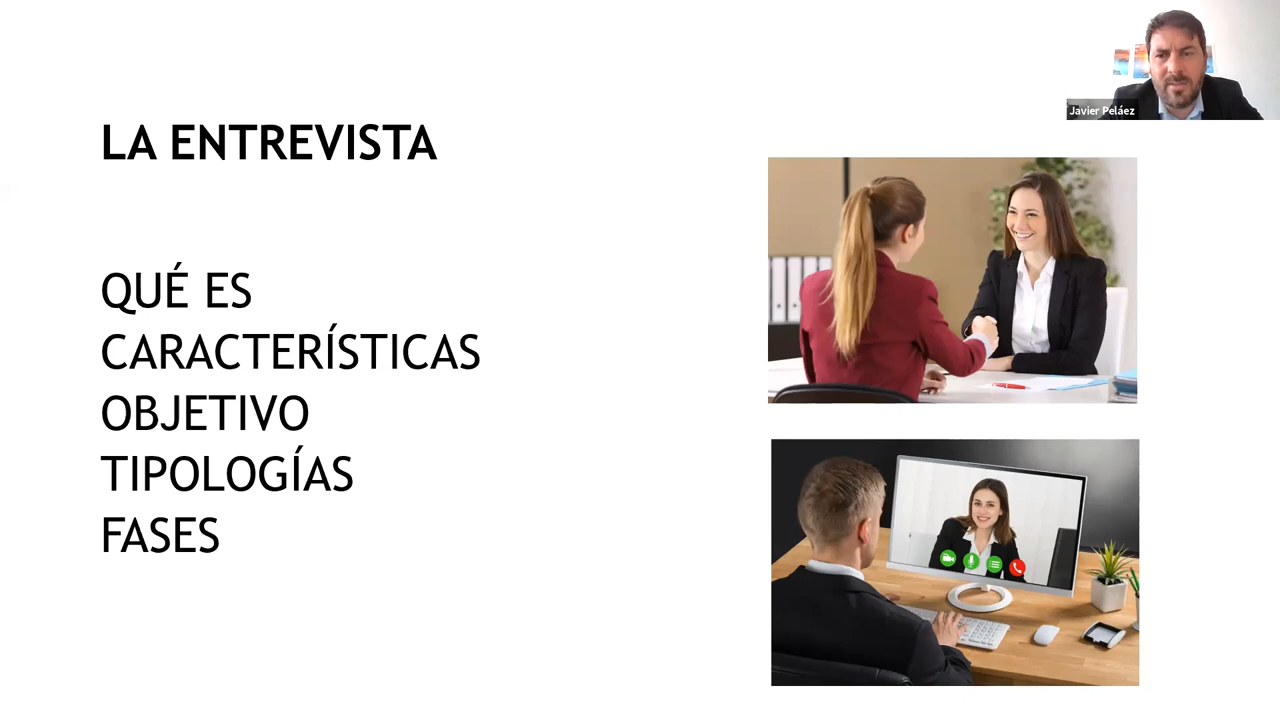 LA ENTREVISTA
QUÉ ES
CARACTERÍSTICAS
OBJETIVO
TIPOLOGÍAS
FASES
Javier Peláez